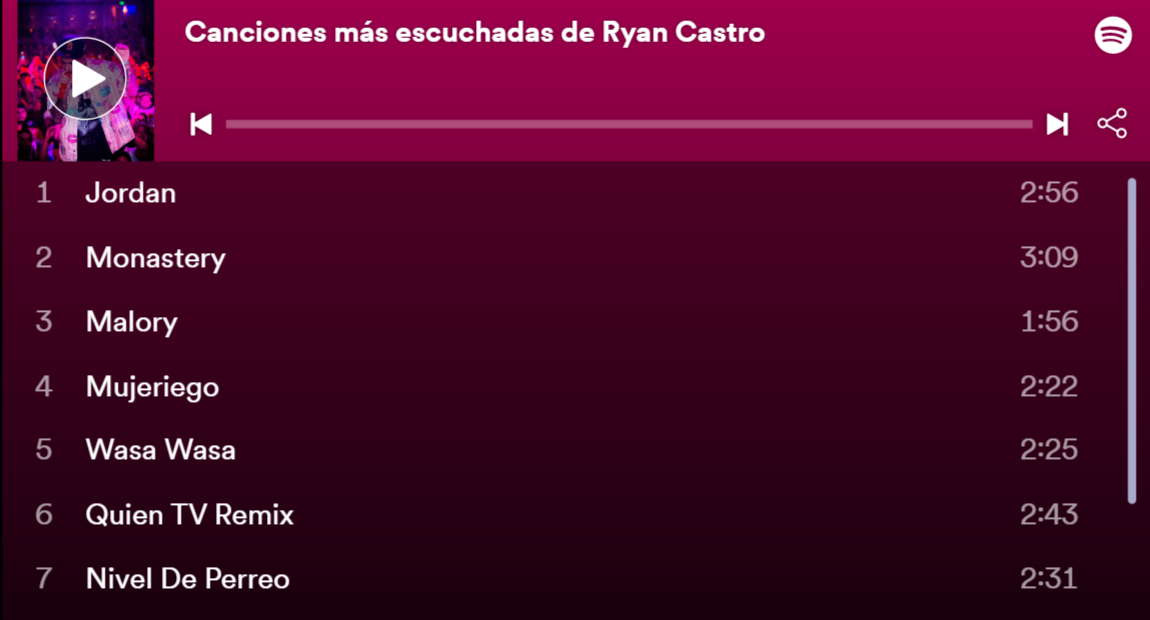 Canciones más escuchadas de Ryan Castro
1 Jordan 2:56
2 Monastery 3:09
3 Malory 1:56
4 Mujeriego 2:22
5 Wasa Wasa 2:25
6 Quien TV Remix 2:43
7 Nivel De Perreo 2:31